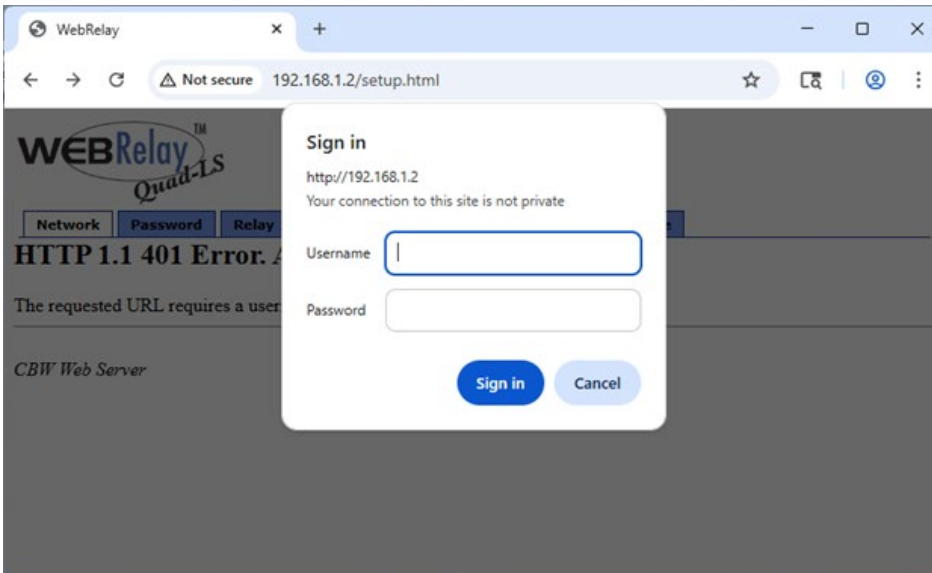 WebRelay
Not secure 192.168.1.2/setup.html
WEBRelay™
Quad-LS
Sign in
http://192.168.1.2
Your connection to this site is not private
Username
Password
Sign in Cancel
Network Password Relay
HTTP 1.1 401 Error.
The requested URL requires a user
CBW Web Server